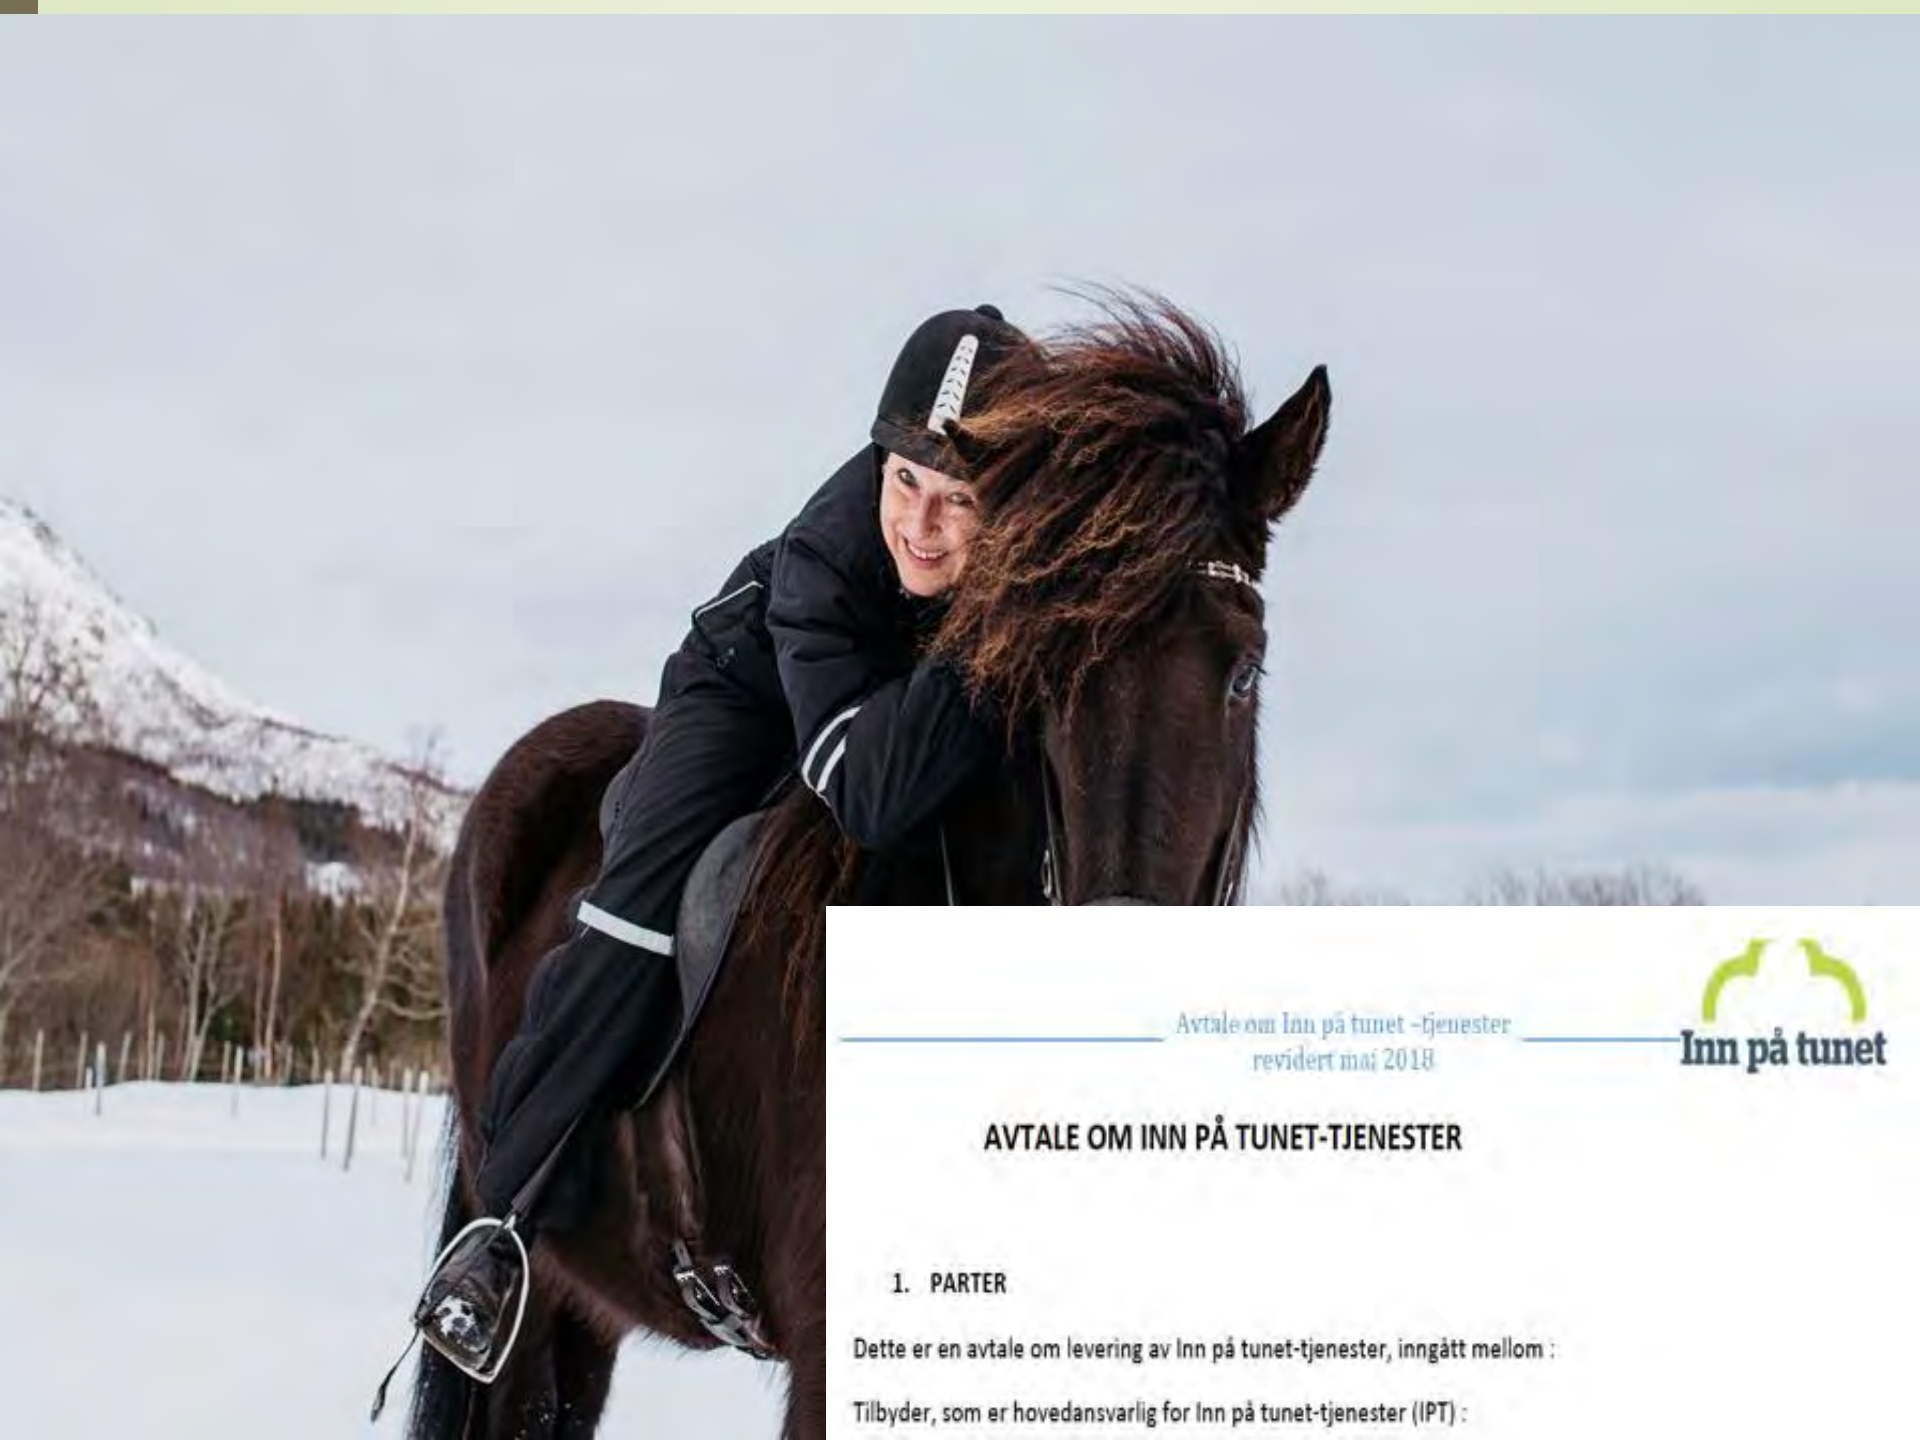 Avtale om Inn på tunet –tjenester
revidert mai 2018
Inn på tunet
AVTALE OM INN PÅ TUNET-TJENESTER
1. PARTER
Dette er en avtale om levering av Inn på tunet-tjenester, inngått mellom :
Tilbyder, som er hovedansvarlig for Inn på tunet-tjenester (IPT) :